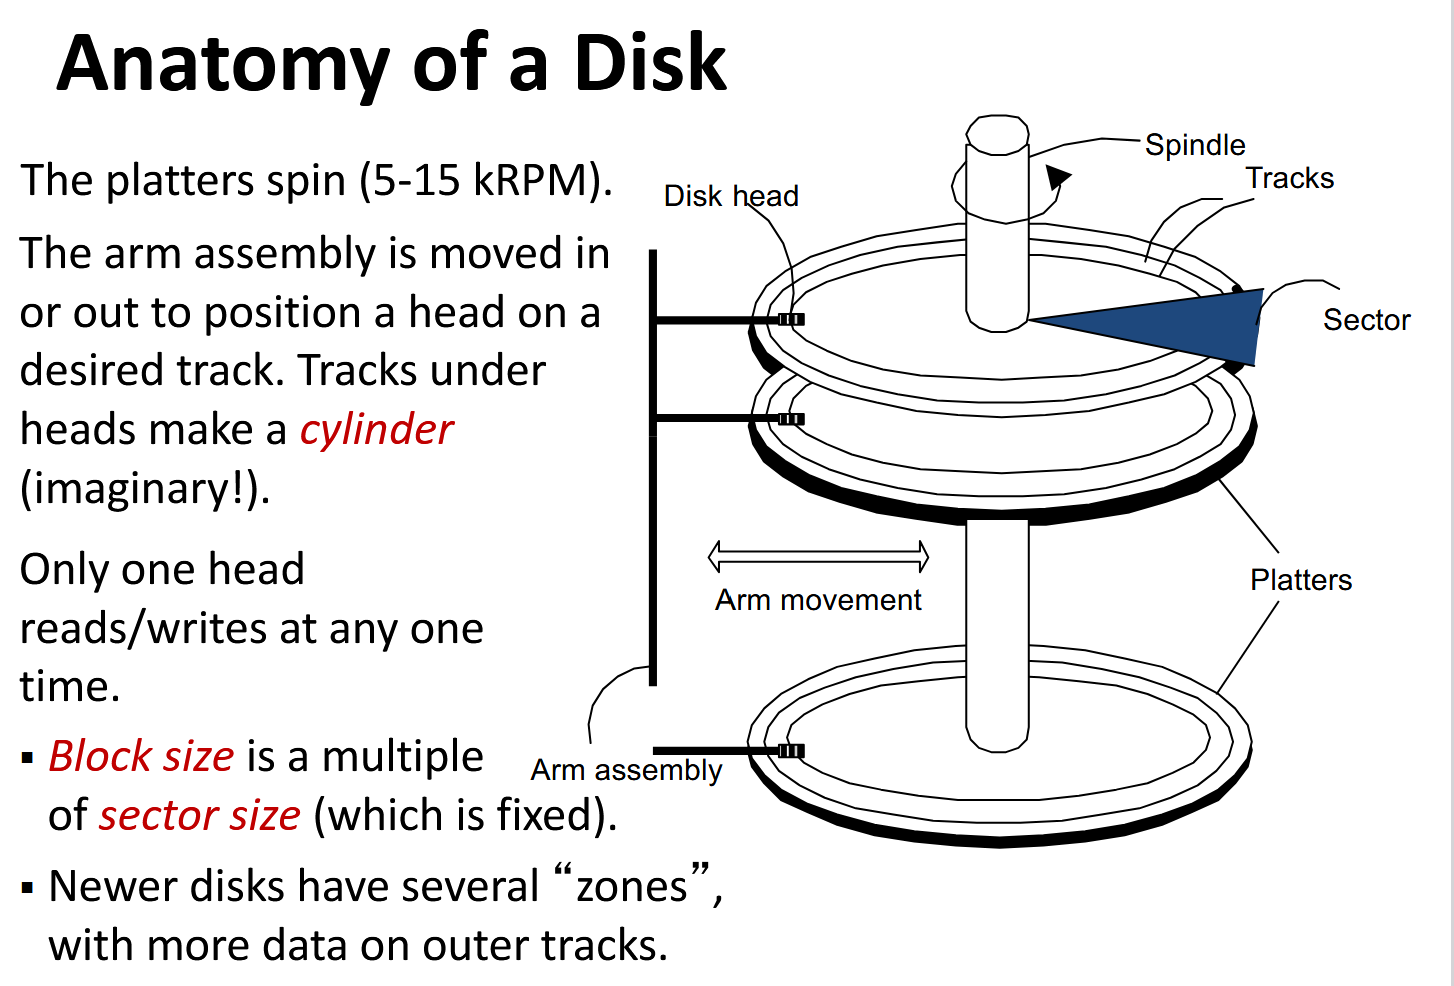 Anatomy of a Disk
The platters spin (5-15 kRPM).
The arm assembly is moved in
or out to position a head on a
desired track. Tracks under
heads make a cylinder
(imaginary!).
Only one head
reads/writes at any one
time.
▪ Block size is a multiple
of sector size (which is fixed).
▪ Newer disks have several “zones”,
with more data on outer tracks.
Spindle
Tracks
Disk head
Sector
Platters
Arm movement
Arm assembly